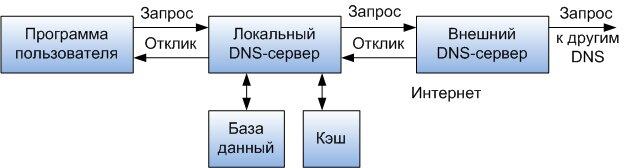 Запрос
Отклик
Запрос
Отклик
Запрос
к другим
DNS
Программа
пользователя
Локальный
DNS-сервер
Внешний
DNS-сервер
Интернет
База
данный
Кэш